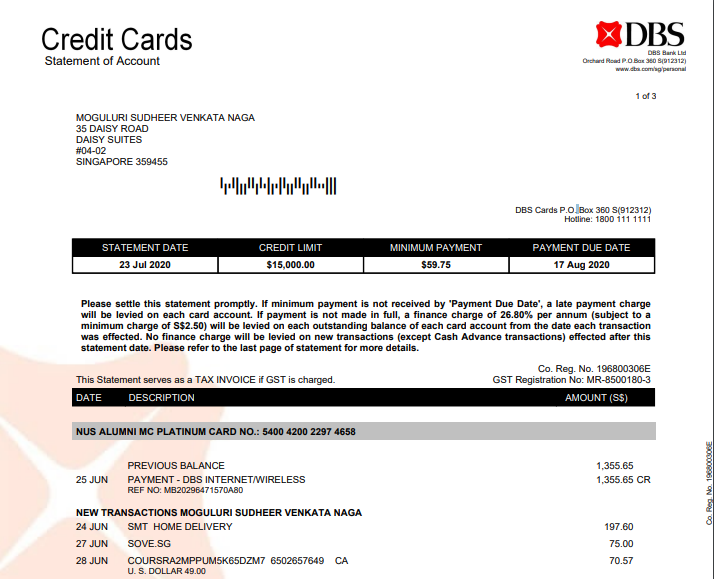 Credit Cards
Statement of Account
DBS
DBS Bank Ltd
Orchard Road P.O.Box 360 S(912312)
www.dbs.com/sg/personal
1 of 3
MOGULURI SUDHEER VENKATA NAGA
35 DAISY ROAD
DAISY SUITES
#04-02
SINGAPORE 359455
DBS Cards P.O.Box 360 S(912312)
Hotline: 1800 111 1111
STATEMENT DATE CREDIT LIMIT MINIMUM PAYMENT PAYMENT DUE DATE
23 Jul 2020 $15,000.00 $59.75 17 Aug 2020
Please settle this statement promptly. If minimum payment is not received by 'Payment Due Date', a late payment charge
will be levied on each card account. If payment is not made in full, a finance charge of 26.80% per annum (subject to a
minimum charge of S$2.50) will be levied on each outstanding balance of each card account from the date each transaction
was effected. No finance charge will be levied on new transactions (except Cash Advance transactions) effected after this
statement date. Please refer to the last page of statement for more details.
Co. Reg. No. 196800306E
This Statement serves as a TAX INVOICE if GST is charged. GST Registration No: MR-8500180-3
DATE DESCRIPTION AMOUNT (S$)
NUS ALUMNI MC PLATINUM CARD NO.: 5400 4200 2297 4658
PREVIOUS BALANCE 1,355.65
25 JUN PAYMENT - DBS INTERNET/WIRELESS 1,355.65 CR
REF NO: MB20296471570A80
NEW TRANSACTIONS MOGULURI SUDHEER VENKATA NAGA
24 JUN SMT HOME DELIVERY 197.60
27 JUN SOVE.SG 75.00
28 JUN COURSRA2MPPUM5K65DZM7 6502657649 CA 70.57
U. S. DOLLAR 49.00
Co. Reg. No. 196800306E